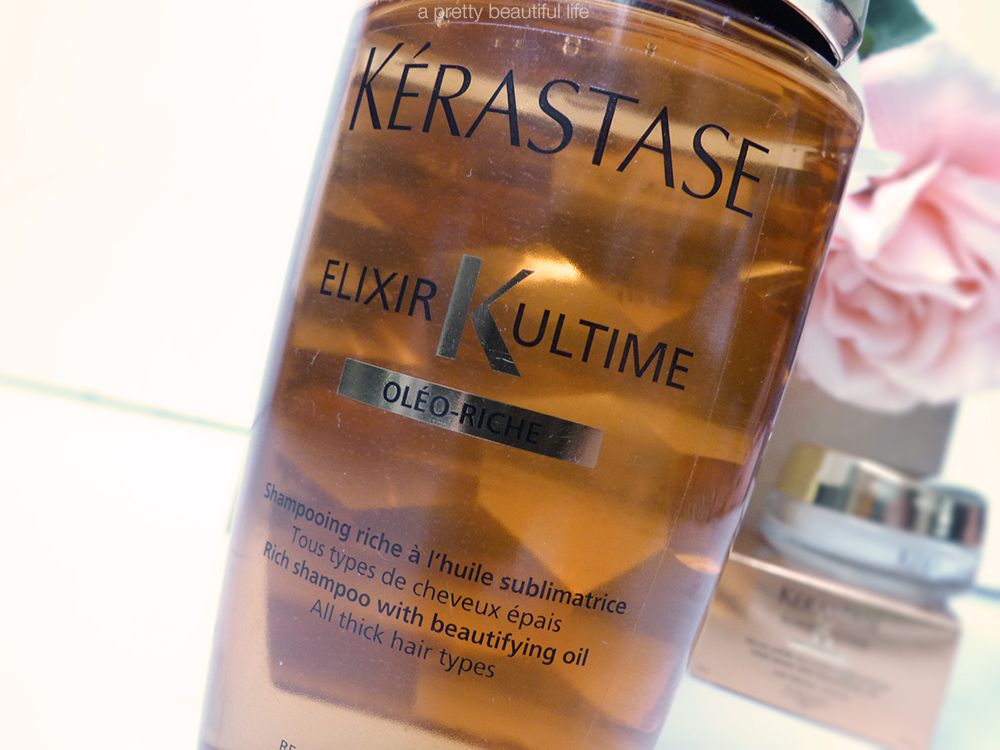 a pretty beautiful life
KÉRASTASE
ELIXIR K ULTIME
OLÉO-RICHE
Shampooing riche à l'huile sublimatrice
Tous types de cheveux épais
Rich shampoo with beautifying oil
All thick hair types